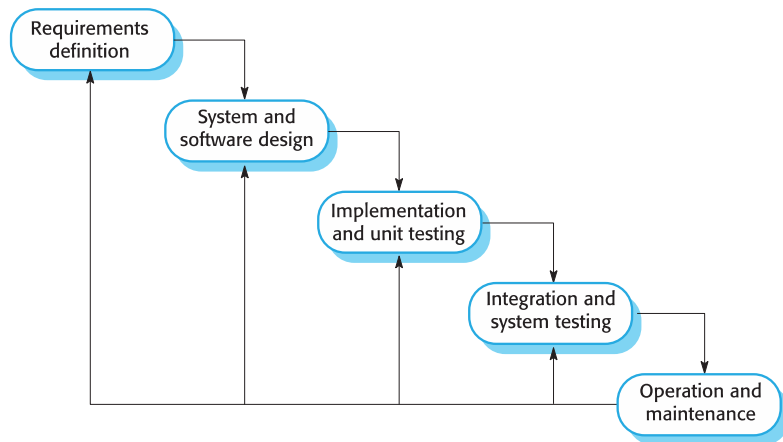 Requirements
definition
System and
software design
Implementation
and unit testing
Integration and
system testing
Operation and
maintenance